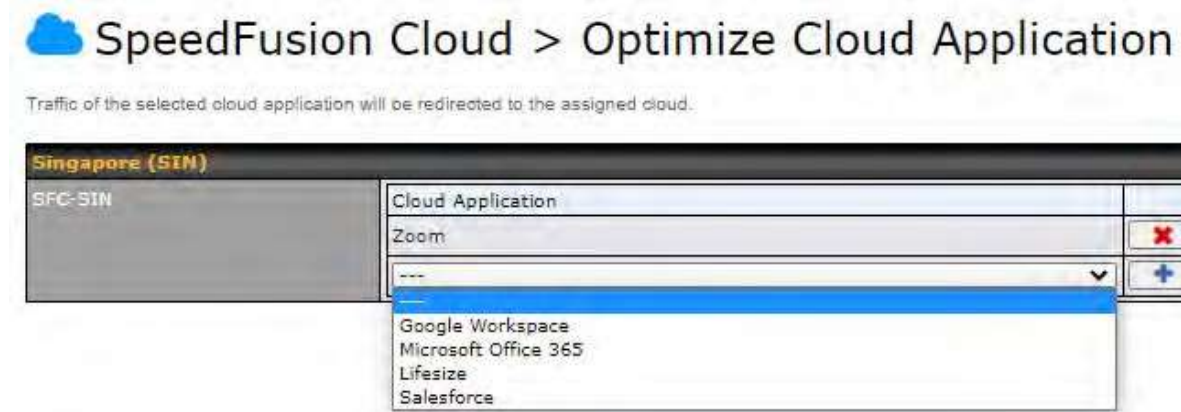 SpeedFusion Cloud > Optimize Cloud Application
Traffic of the selected cloud application will be redirected to the assigned cloud.
Singapore (SIN)
SFC-SIN
Cloud Application
Zoom
---
---
Google Workspace
Microsoft Office 365
Lifesize
Salesforce